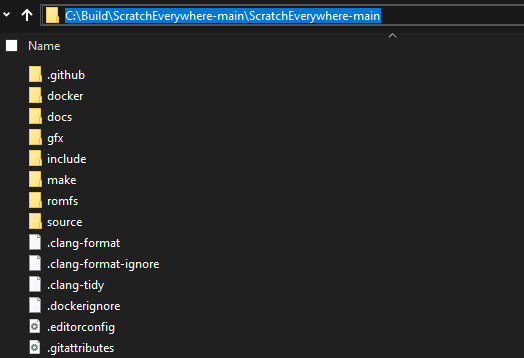 C:\Build\ScratchEverywhere-main\ScratchEverywhere-main
Name
.github
docker
docs
gfx
include
make
romfs
source
.clang-format
.clang-format-ignore
.clang-tidy
.dockerignore
.editorconfig
.gitattributes